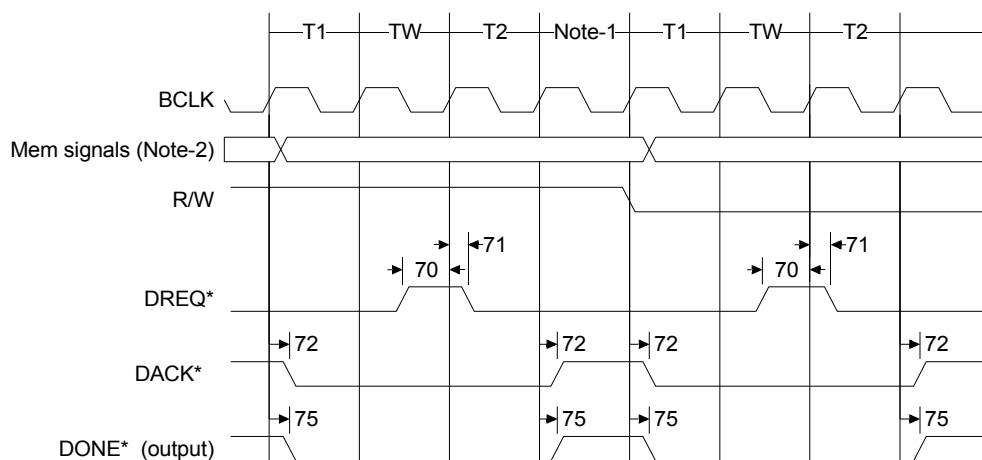 T1 TW T2 Note-1 T1 TW T2
BCLK
Mem signals (Note-2)
R/W
71 71
70 70
DREQ*
72 72 72 72
DACK*
75 75 75 75
DONE* (output)